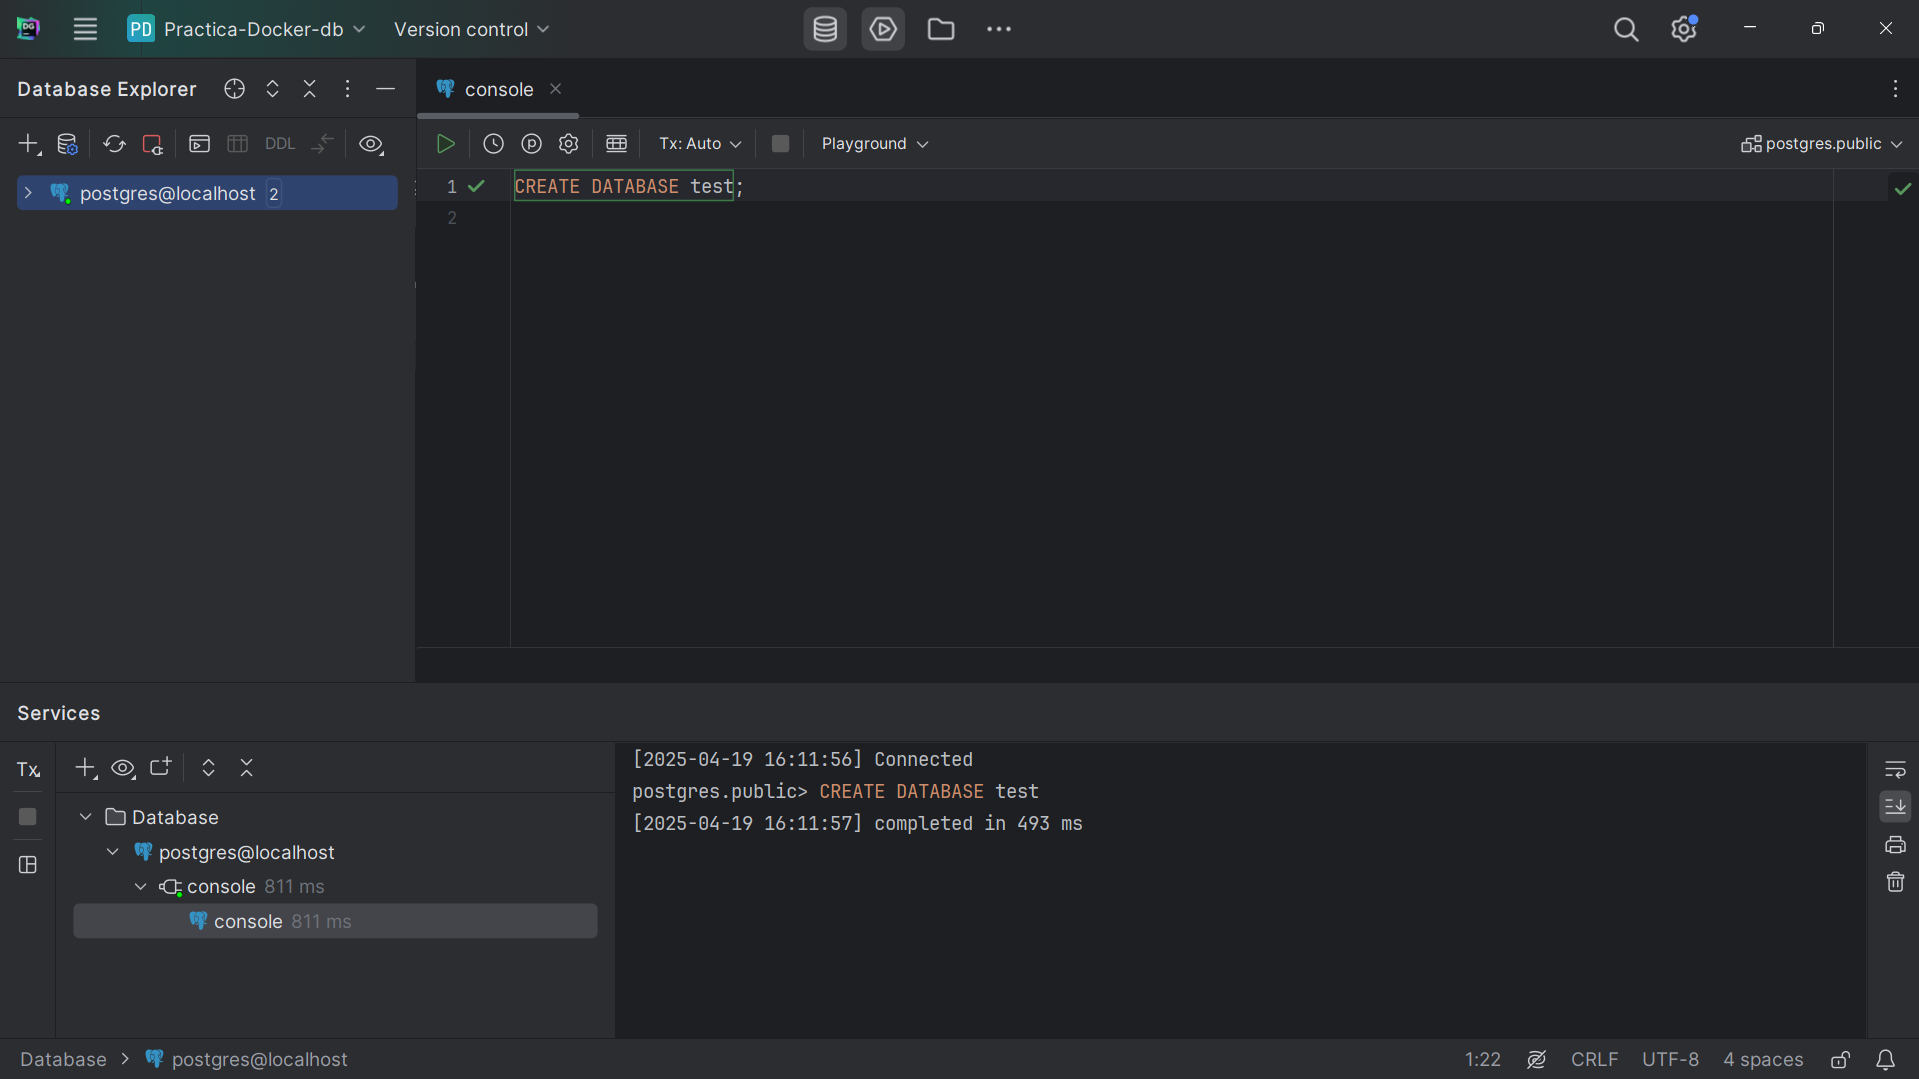 PD Practica-Docker-db Version control
Database Explorer
console
DDL
Tx: Auto
Playground
postgres.public
postgres@localhost 2
1 CREATE DATABASE test;
2
Services
Tx
Database
postgres@localhost
console 811 ms
console 811 ms
[2025-04-19 16:11:56] Connected
postgres.public> CREATE DATABASE test
[2025-04-19 16:11:57] completed in 493 ms
Database > postgres@localhost
1:22 CRLF UTF-8 4 spaces